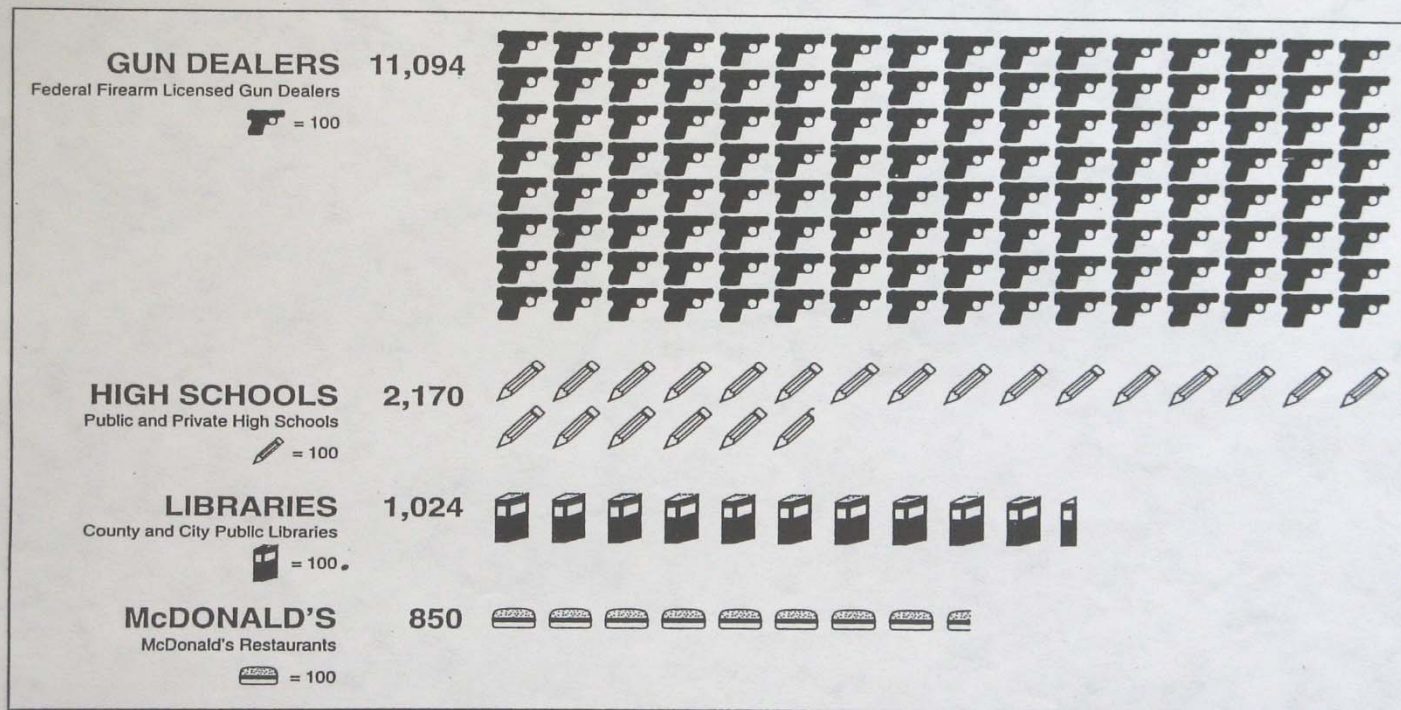 GUN DEALERS 11,094
Federal Firearm Licensed Gun Dealers
= 100
HIGH SCHOOLS 2,170
Public and Private High Schools
= 100
LIBRARIES 1,024
County and City Public Libraries
= 100
McDONALD'S 850
McDonald's Restaurants
= 100